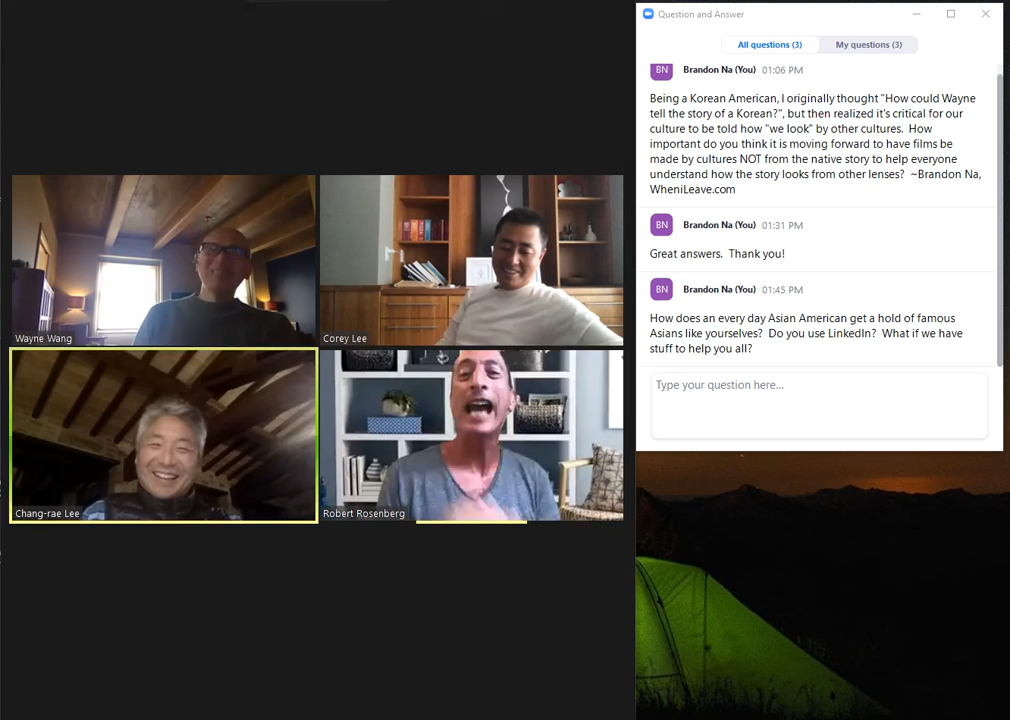 Wayne Wang
Corey Lee
Chang-rae Lee
Robert Rosenberg
Question and Answer
All questions (3)
My questions (3)
BN
Brandon Na (You) 01:06 PM
Being a Korean American, I originally thought "How could Wayne
tell the story of a Korean?", but then realized it's critical for our
culture to be told how "we look" by other cultures.  How
important do you think it is moving forward to have films be
made by cultures NOT from the native story to help everyone
understand how the story looks from other lenses?  ~Brandon Na,
WheniLeave.com
BN
Brandon Na (You) 01:31 PM
Great answers.  Thank you!
BN
Brandon Na (You) 01:45 PM
How does an every day Asian American get a hold of famous
Asians like yourselves?  Do you use LinkedIn?  What if we have
stuff to help you all?
Type your question here...